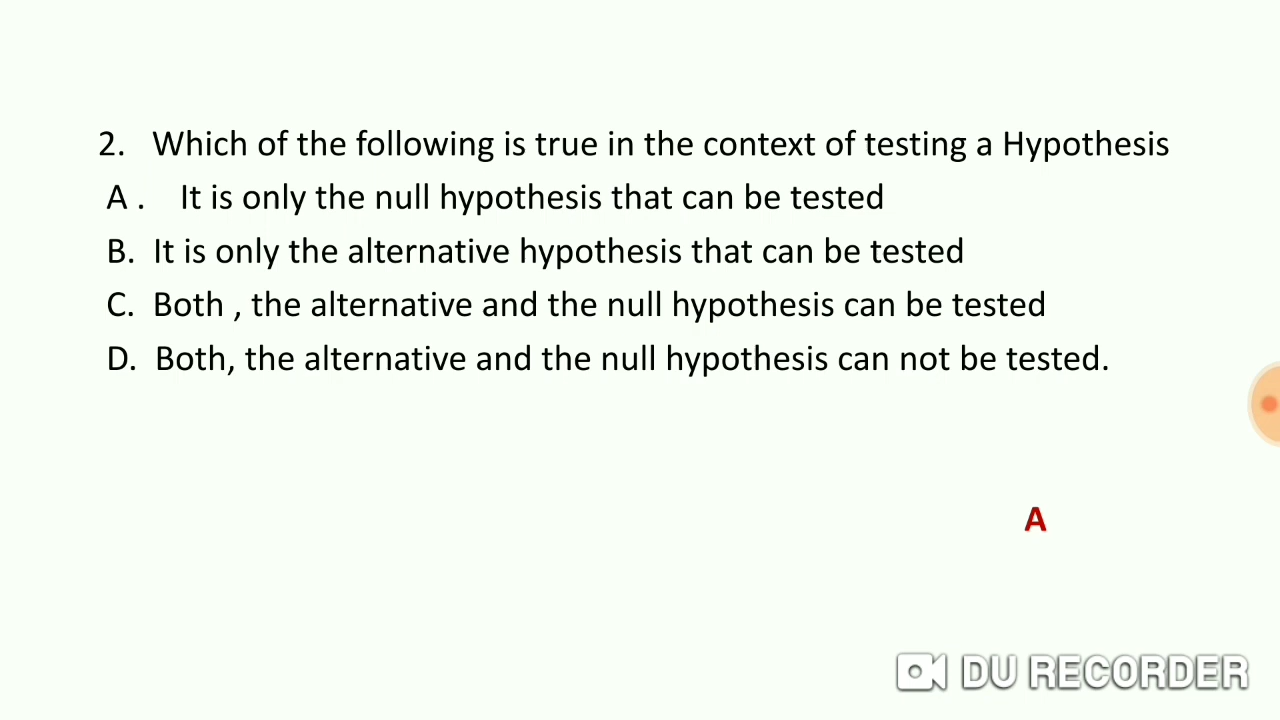 2. Which of the following is true in the context of testing a Hypothesis
A . It is only the null hypothesis that can be tested
B. It is only the alternative hypothesis that can be tested
C. Both , the alternative and the null hypothesis can be tested
D. Both, the alternative and the null hypothesis can not be tested.
A
DU RECORDER